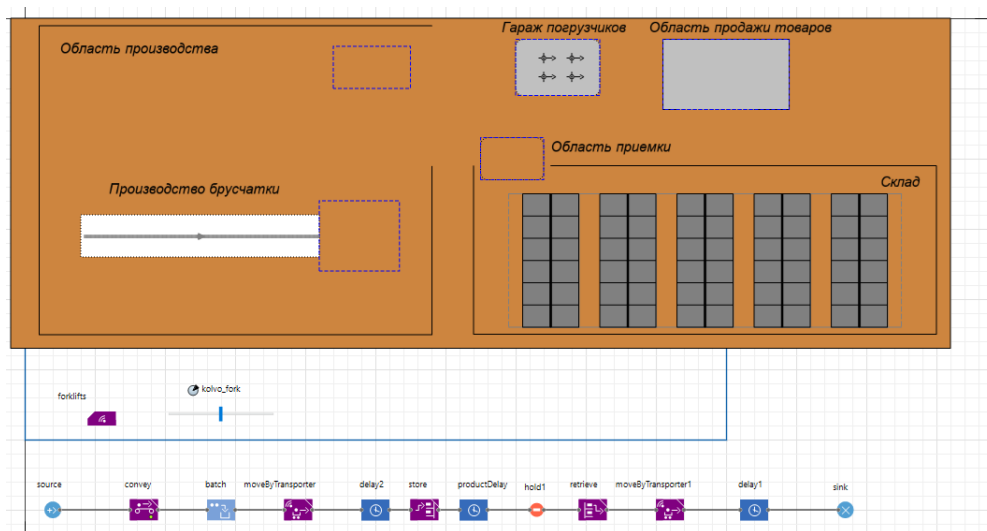 Гараж погрузчиков
Область продажи товаров
Область производства
Область приемки
Производство брусчатки
Склад
kolvo_fork
forklifts
source
convey
batch
moveByTransporter
delay2
store
productDelay
hold1
retrieve
moveByTransporter1
delay1
sink